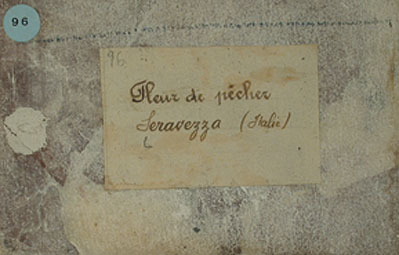 96
96
Fleur de pêcher
Seravezza (Italie)
L